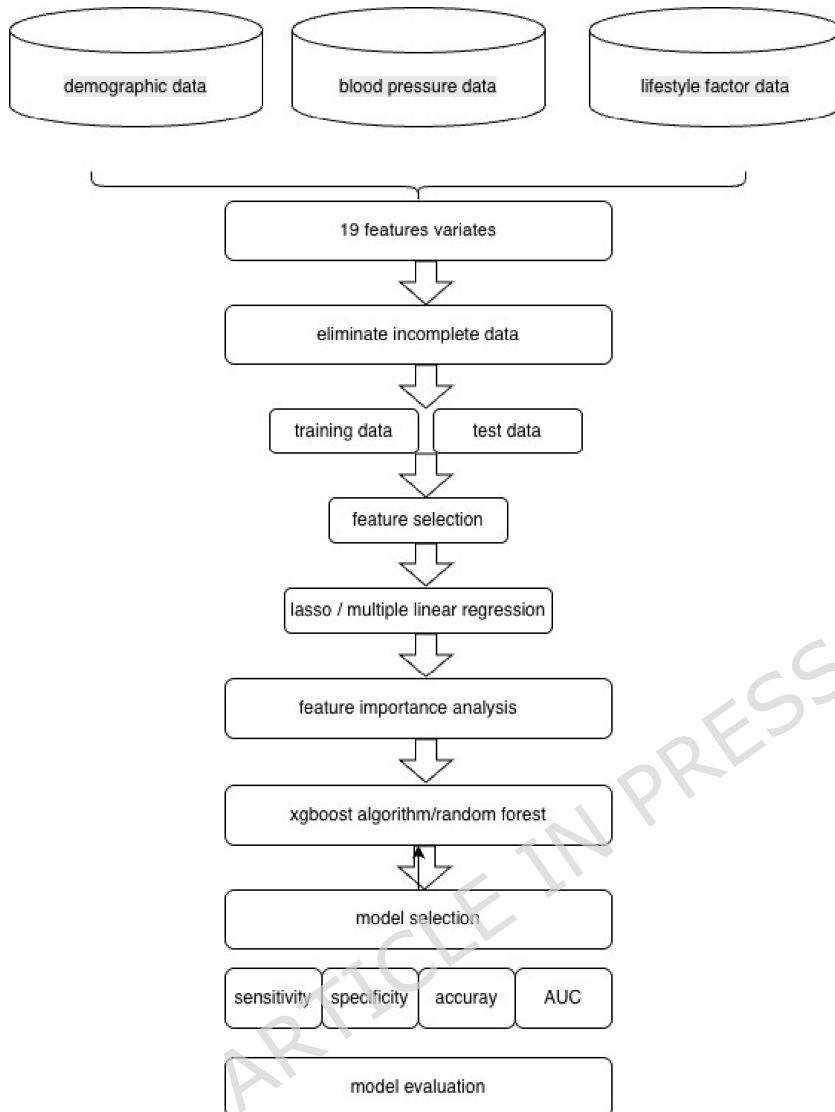 demographic data
blood pressure data
lifestyle factor data
19 features variates
eliminate incomplete data
training data
test data
feature selection
lasso / multiple linear regression
feature importance analysis
xgboost algorithm/random forest
model selection
sensitivity
specificity
accuray
AUC
model evaluation
ARTICLE IN PRESS